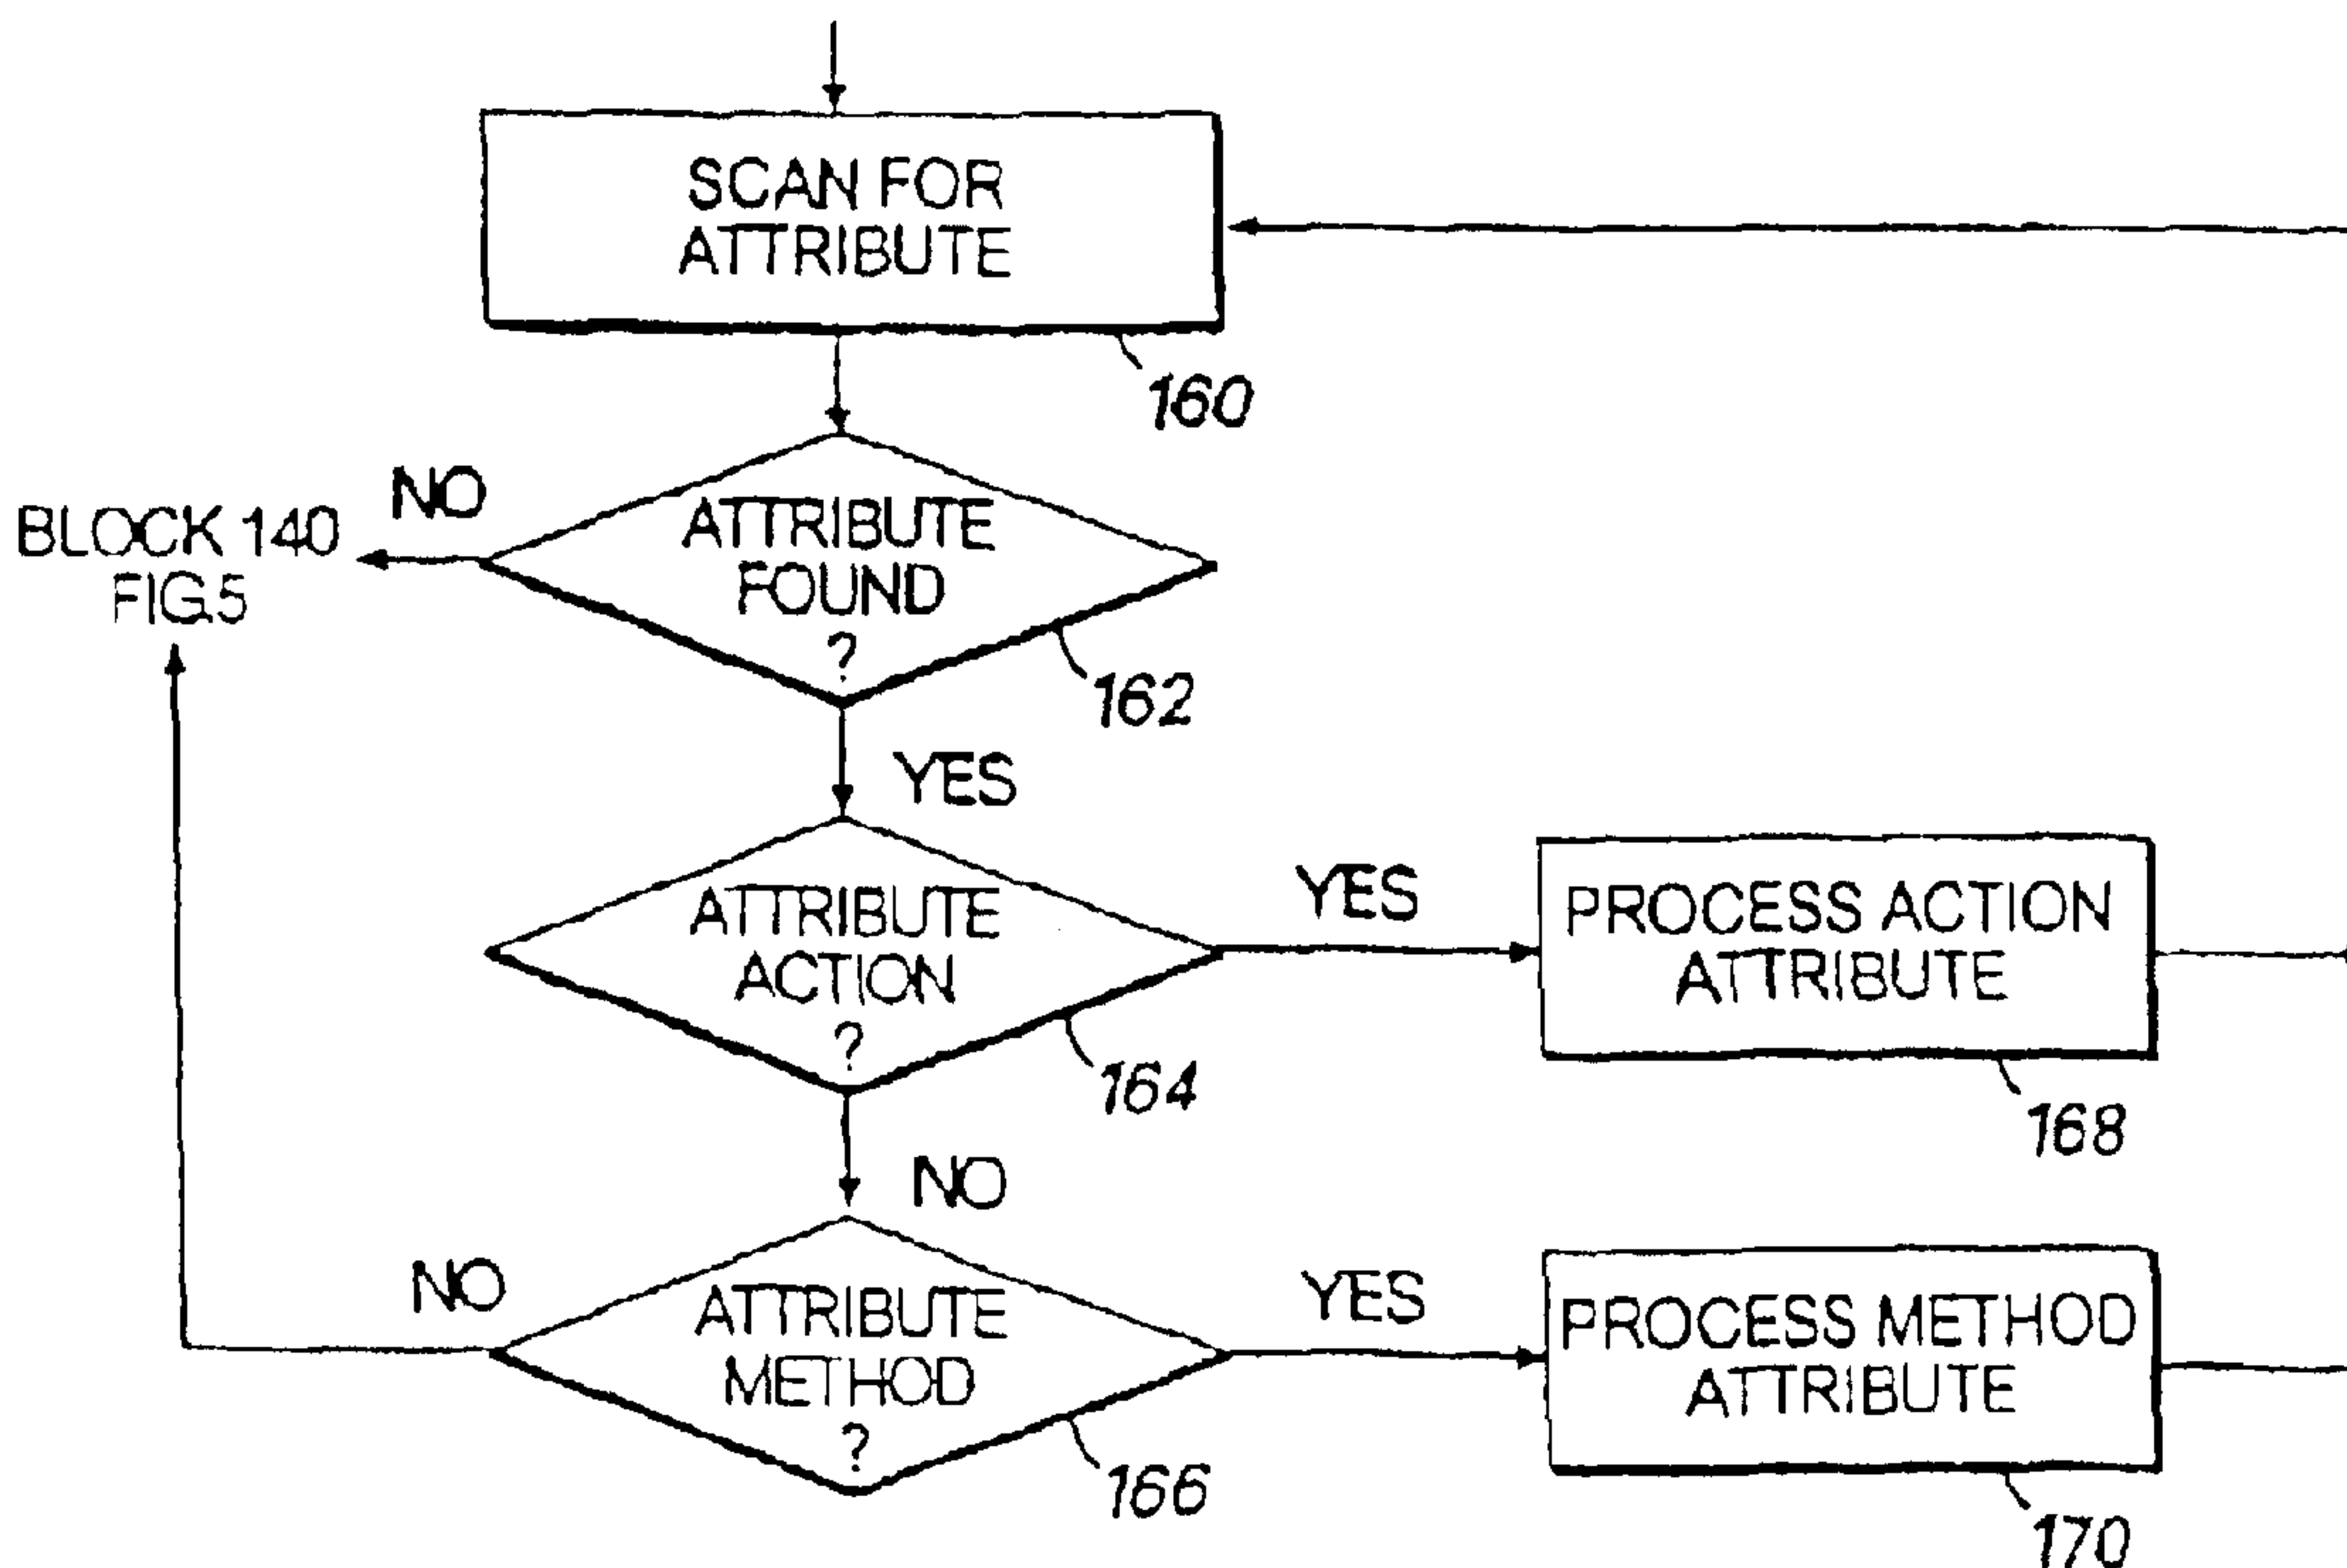 SCAN FOR
ATTRIBUTE
160
NO
BLOCK 140
FIG.5
ATTRIBUTE
FOUND
?
162
YES
ATTRIBUTE
ACTION
?
164
YES
PROCESS ACTION
ATTRIBUTE
168
NO
NO
ATTRIBUTE
METHOD
?
166
YES
PROCESS METHOD
ATTRIBUTE
170